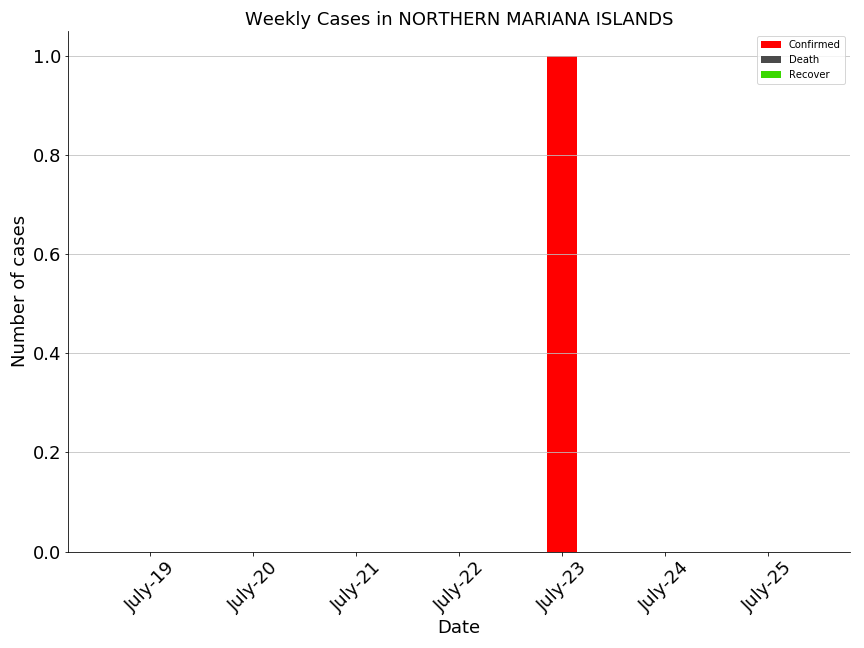 Weekly Cases in NORTHERN MARIANA ISLANDS
Confirmed
Death
Recover
Number of cases
1.0
0.8
0.6
0.4
0.2
0.0
July-19
July-20
July-21
July-22
July-23
July-24
July-25
Date